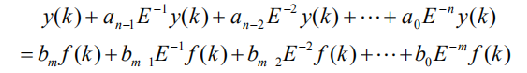 y(k) + a_{n-1}E^{-1}y(k) + a_{n-2}E^{-2}y(k) + ⋯ + a_0E^{-n}y(k)
= b_m f(k) + b_{m 1}E^{-1}f(k) + b_{m 2}E^{-2}f(k) + ⋯ + b_0E^{-m}f(k)